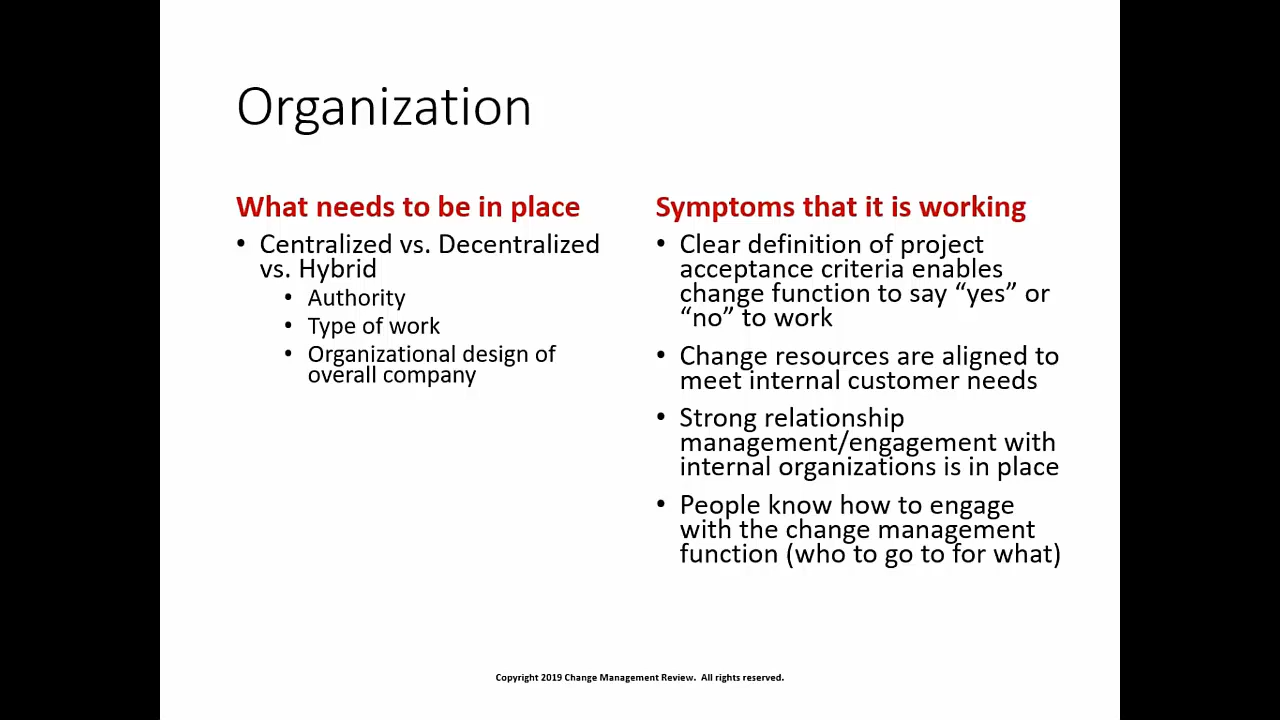 Organization
What needs to be in place
• Centralized vs. Decentralized
vs. Hybrid
• Authority
• Type of work
• Organizational design of
overall company
Symptoms that it is working
• Clear definition of project
acceptance criteria enables
change function to say “yes” or
“no” to work
• Change resources are aligned to
meet internal customer needs
• Strong relationship
management/engagement with
internal organizations is in place
• People know how to engage
with the change management
function (who to go to for what)
Copyright 2019 Change Management Review.  All rights reserved.